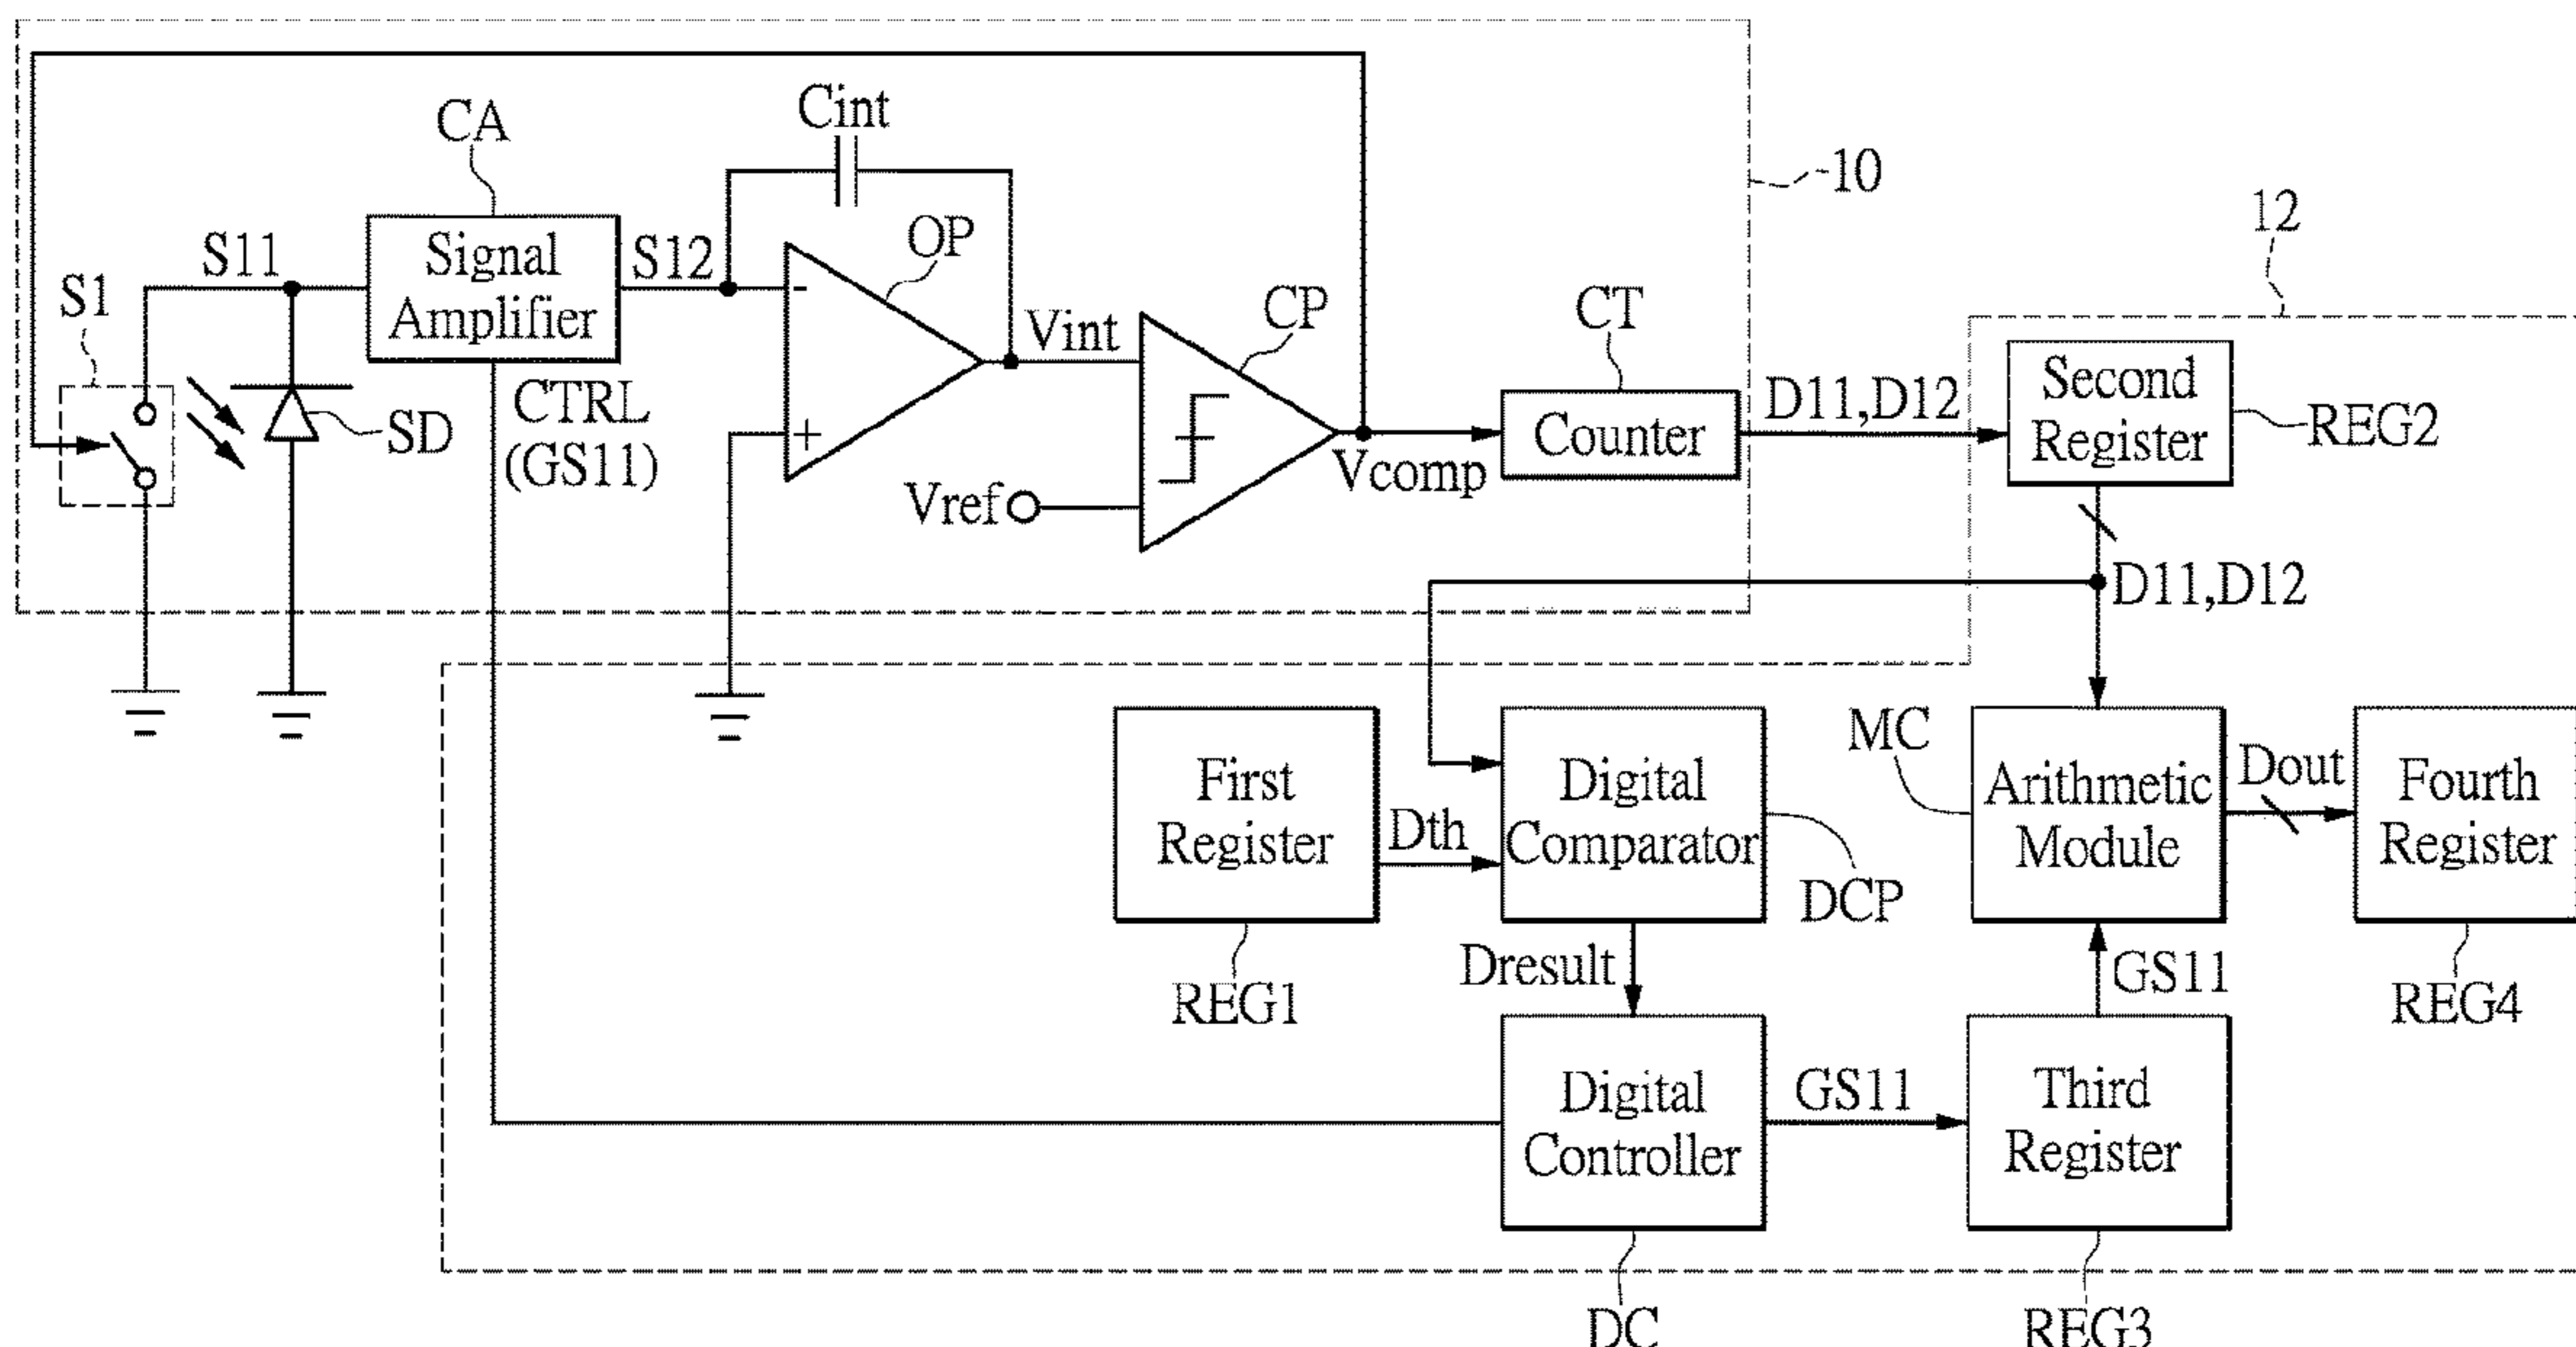 Cint
CA
10
OP
12
S11
Signal
Amplifier
S12
S1
Vint
CP
CT
Second
Register
CTRL
(GS11)
SD
D11,D12
REG2
Counter
Vcomp
Vref
D11,D12
MC
First
Register
Dth
Digital
Comparator
Arithmetic
Module
Dout
Fourth
Register
DCP
Dresult
REG1
GS11
REG4
Digital
Controller
GS11
Third
Register
DC
REG3
-
+